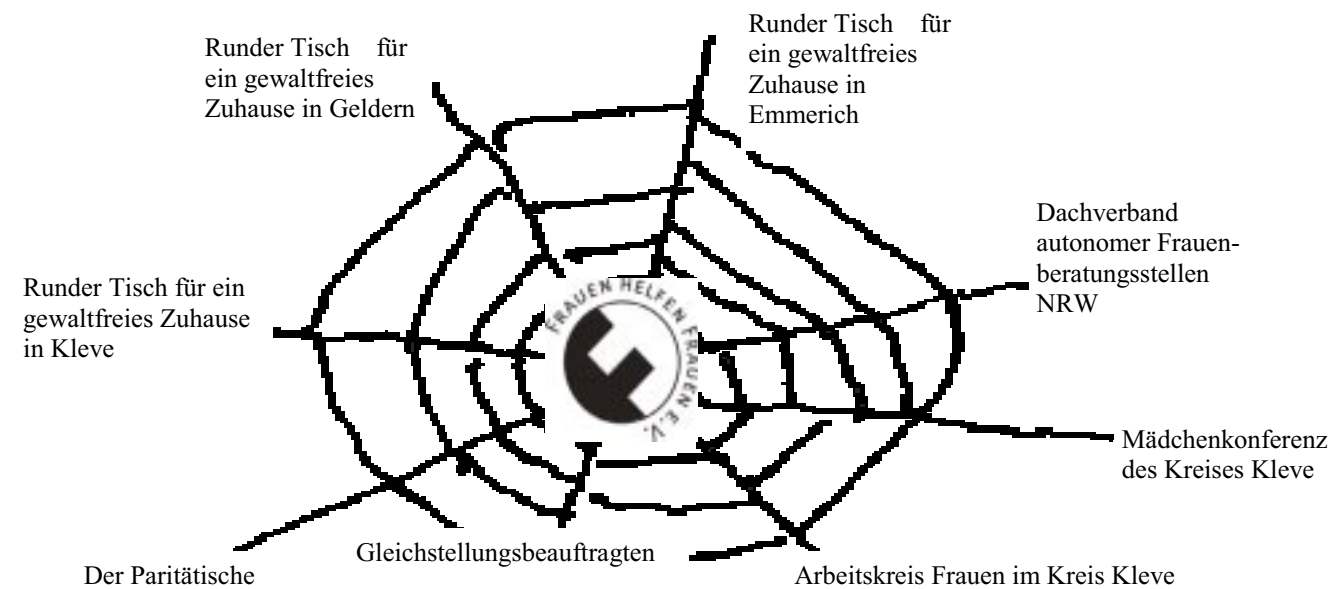 Runder Tisch für
ein gewaltfreies
Zuhause in Geldern
Runder Tisch für
ein gewaltfreies
Zuhause in
Emmerich
Dachverband
autonomer Frauen-
beratungsstellen
NRW
Runder Tisch für ein
gewaltfreies Zuhause
in Kleve
FRAUEN HELFEN FRAUEN E.V.
Mädchenkonferenz
des Kreises Kleve
Gleichstellungsbeauftragten
Der Paritätische
Arbeitskreis Frauen im Kreis Kleve